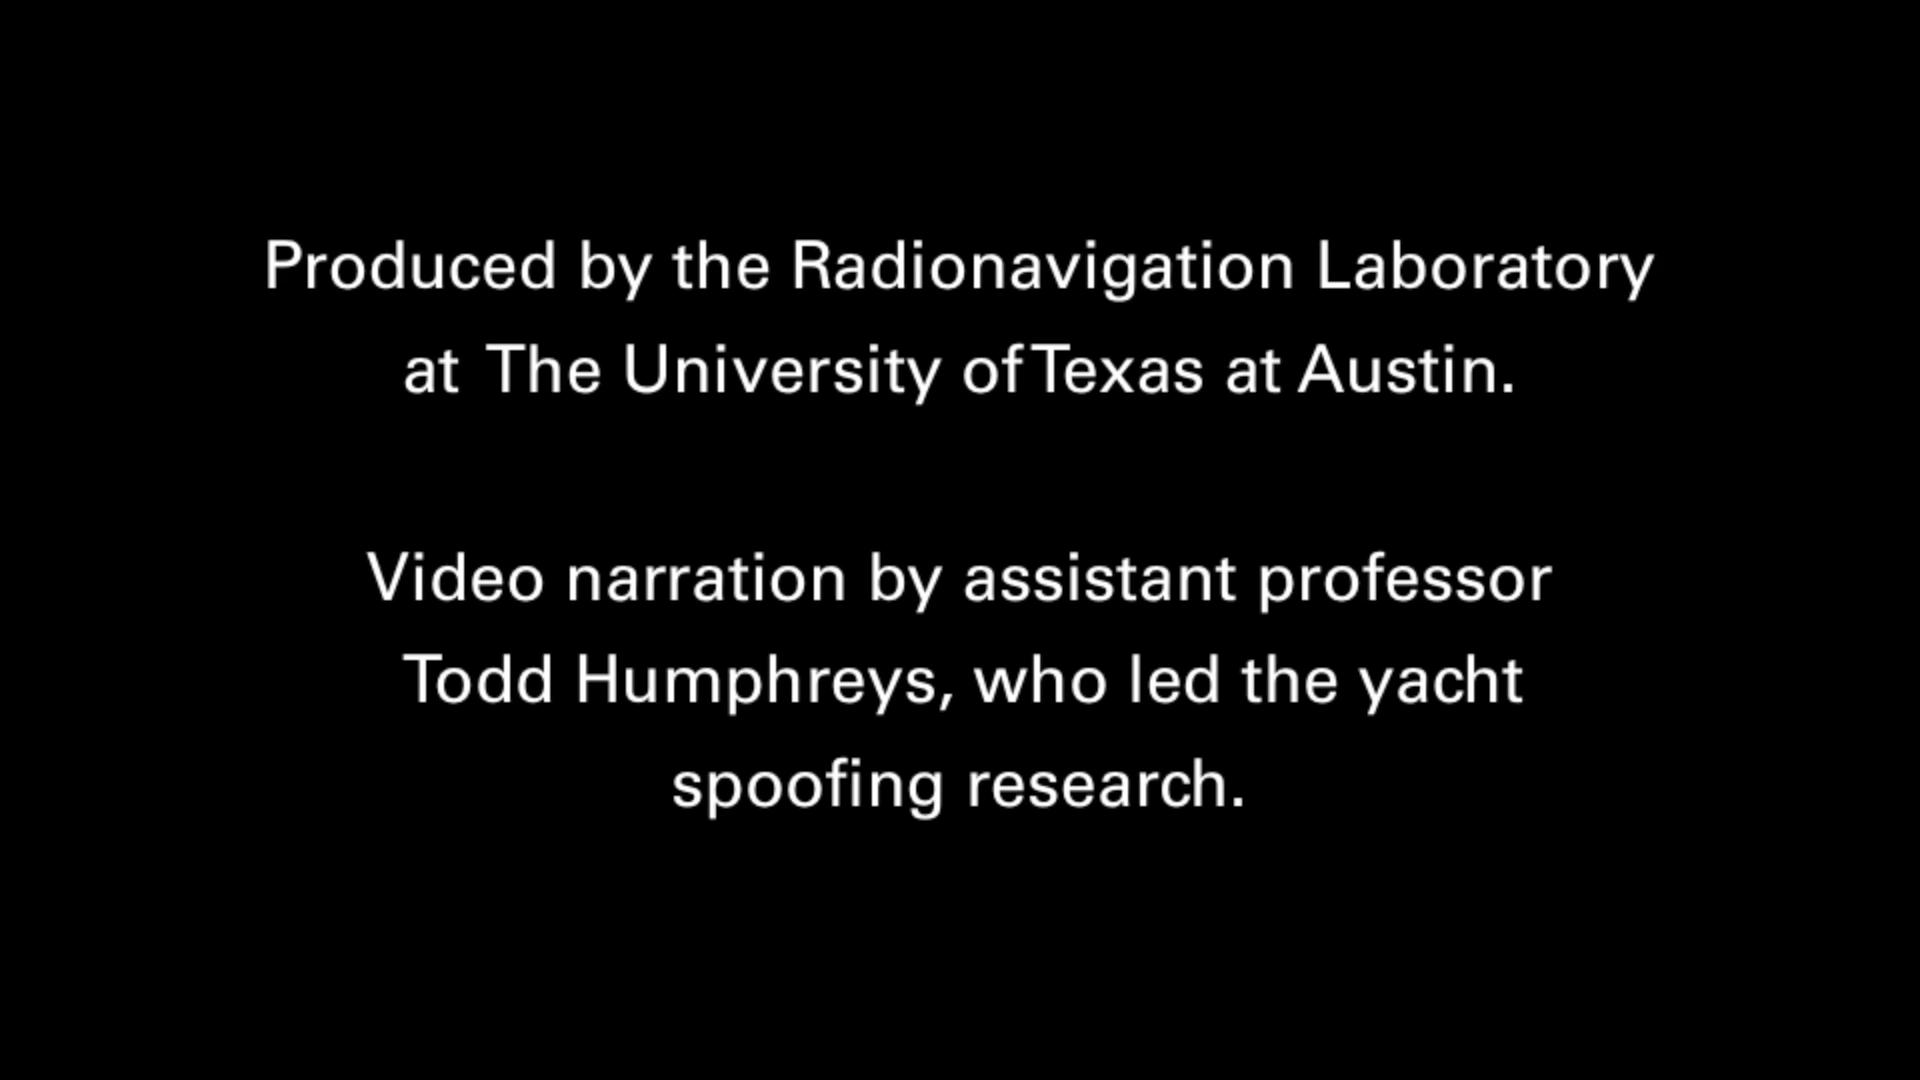 Produced by the Radionavigation Laboratory
at The University of Texas at Austin.
Video narration by assistant professor
Todd Humphreys, who led the yacht
spoofing research.